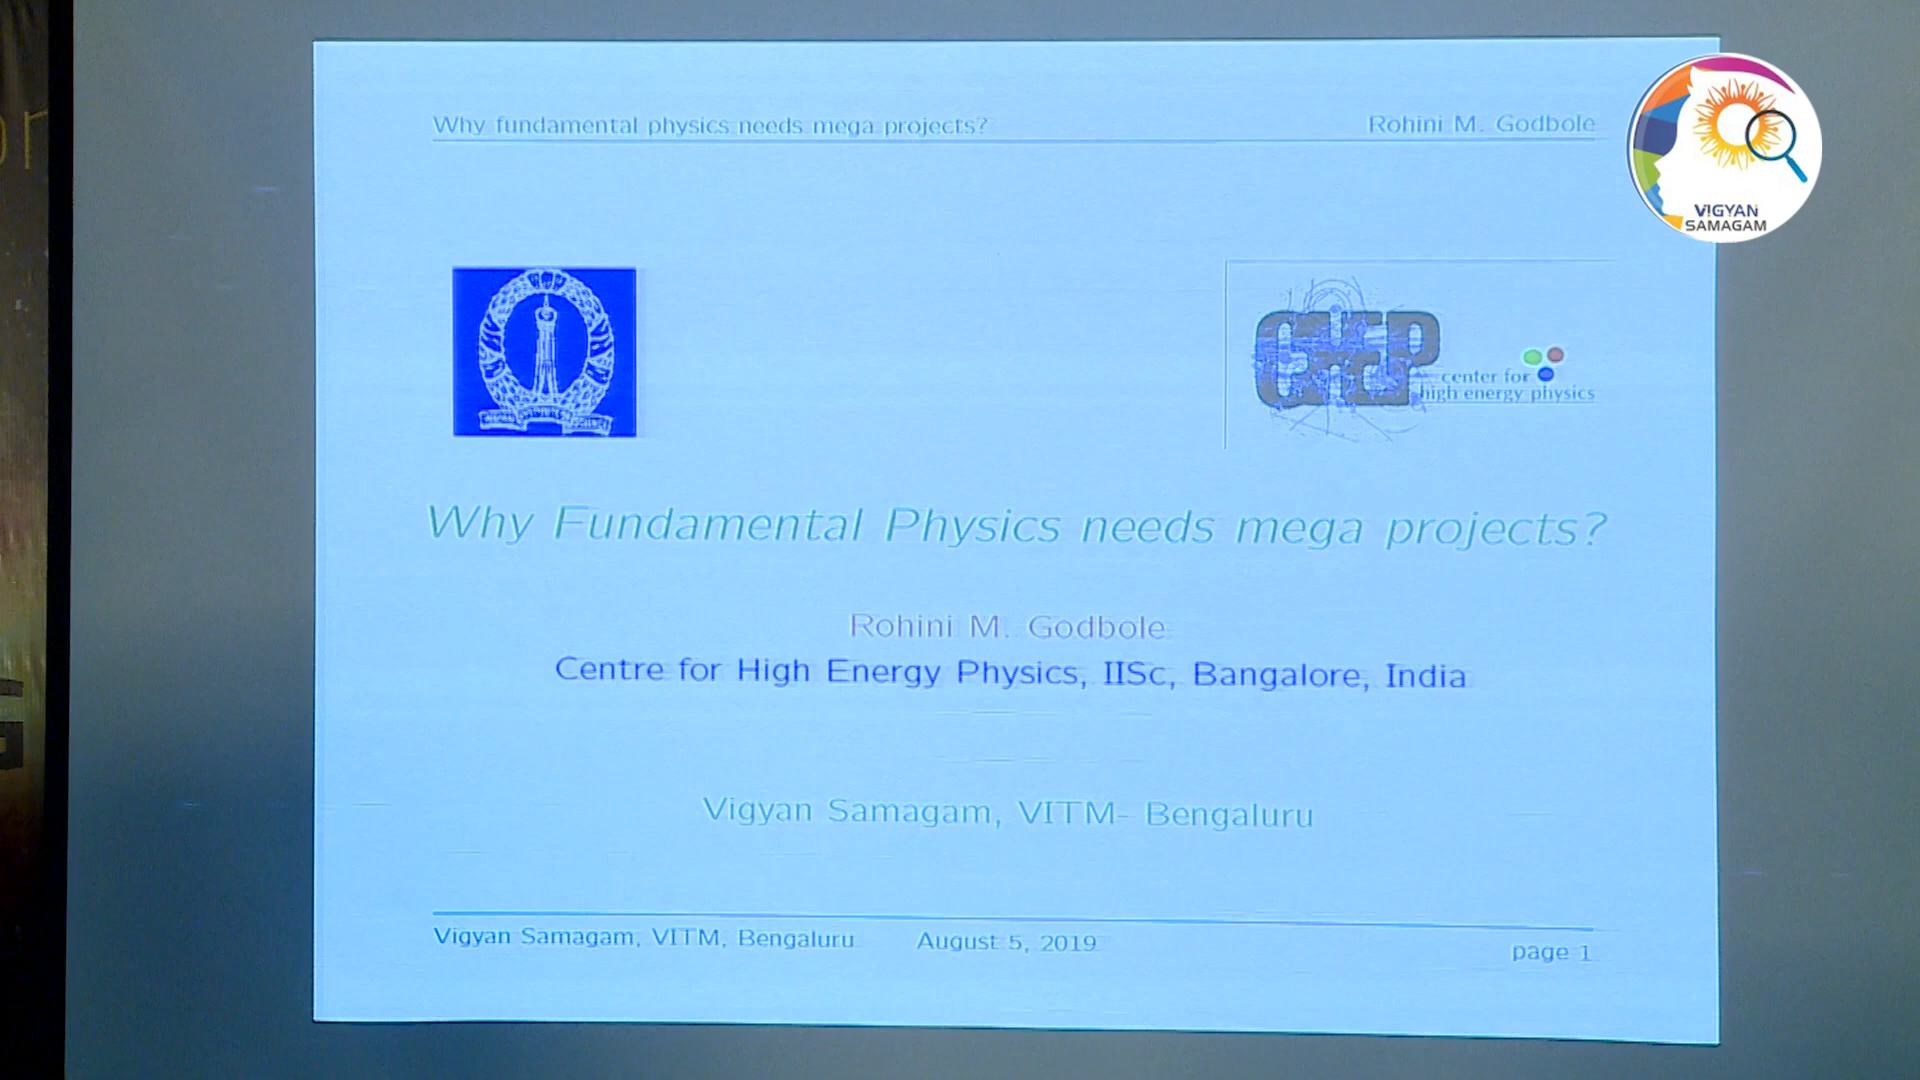 Why fundamental physics needs mega projects?
Rohini M. Godbole
VIGYAN
SAMAGAM
CHEP
center for
high energy physics
Why Fundamental Physics needs mega projects?
Rohini M. Godbole
Centre for High Energy Physics, IISc, Bangalore, India
Vigyan Samagam, VITM- Bengaluru
Vigyan Samagam, VITM, Bengaluru
August 5, 2019
page 1